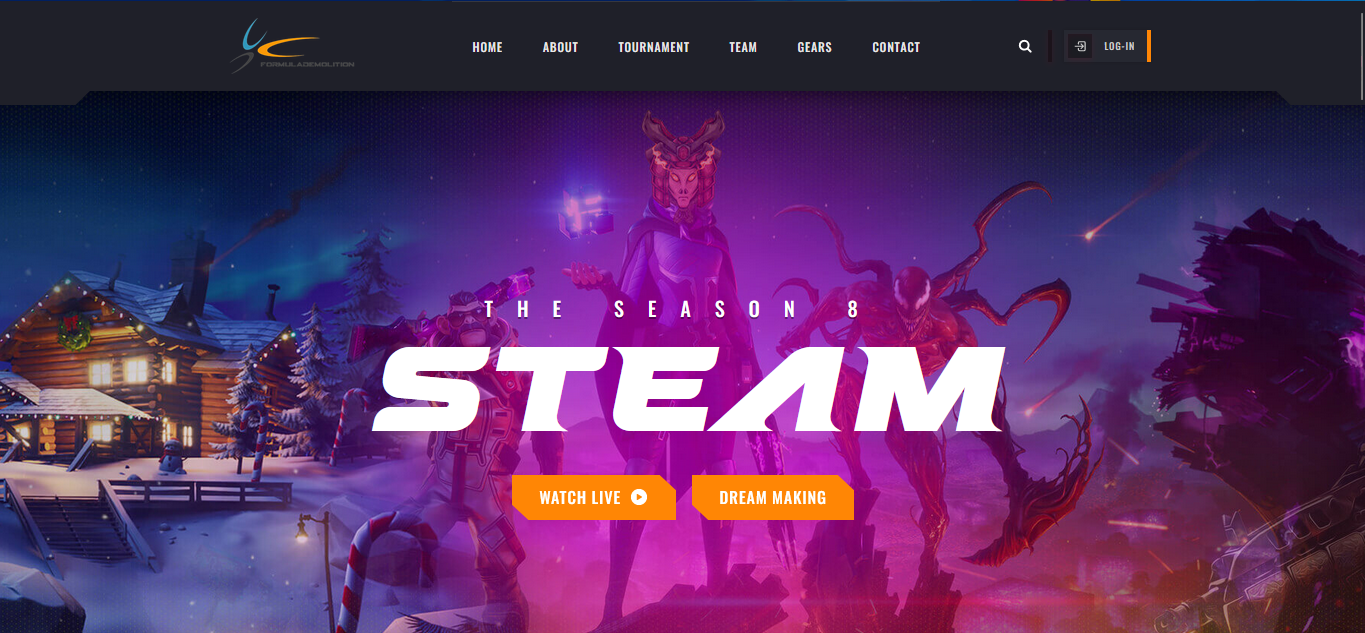 FORMULADEMOLITION
HOME ABOUT TOURNAMENT TEAM GEARS CONTACT LOG-IN
THE SEASON 8
STEAM
WATCH LIVE DREAM MAKING